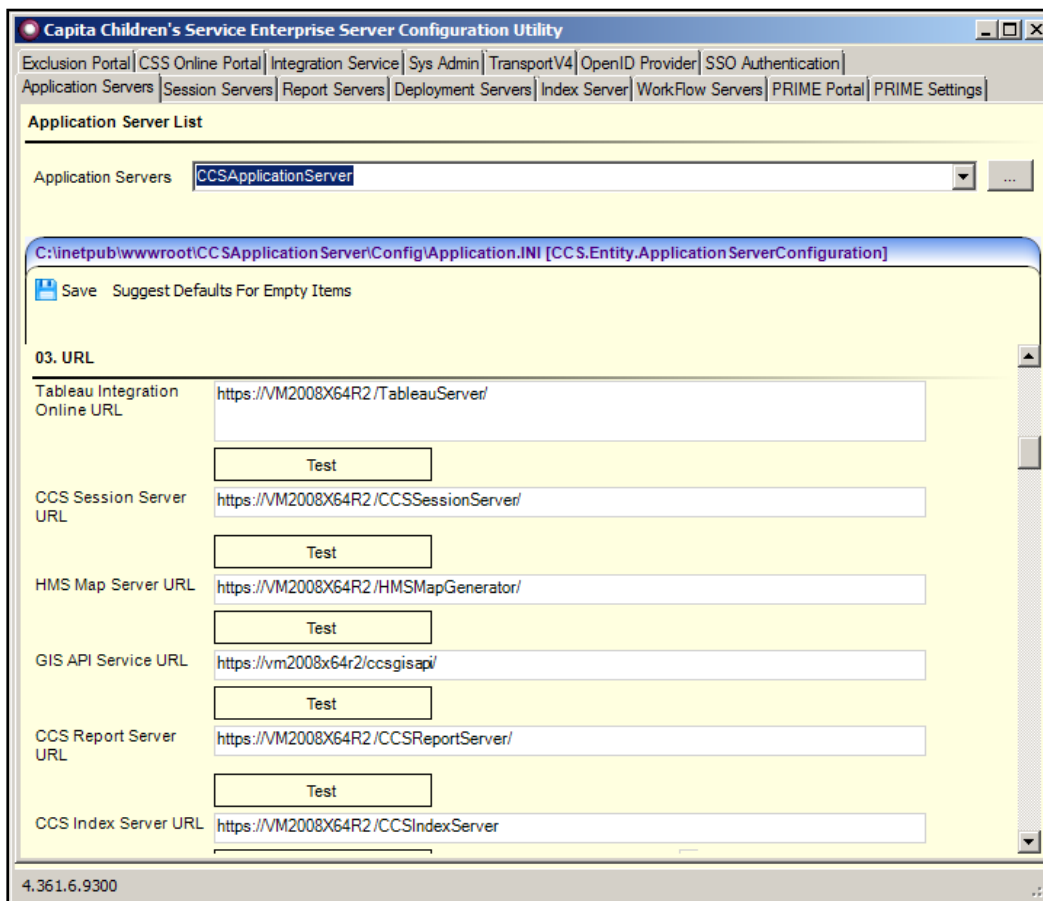 Capita Children's Service Enterprise Server Configuration Utility
Exclusion Portal CSS Online Portal Integration Service Sys Admin TransportV4 OpenID Provider SSO Authentication
Application Servers Session Servers Report Servers Deployment Servers Index Server WorkFlow Servers PRIME Portal PRIME Settings
Application Server List
Application Servers CCSApplicationServer ...
C:\inetpub\wwwroot\CCSApplicationServer\Config\Application.INI [CCS.Entity.ApplicationServerConfiguration]
Save Suggest Defaults For Empty Items
03. URL
Tableau Integration https://VM2008X64R2/TableauServer/
Online URL
Test
CCS Session Server https://VM2008X64R2/CCSSessionServer/
URL
Test
HMS Map Server URL https://VM2008X64R2/HMSMapGenerator/
Test
GIS API Service URL https://vm2008x64r2/ccsgisapi/
Test
CCS Report Server https://VM2008X64R2/CCSReportServer/
URL
Test
CCS Index Server URL https://VM2008X64R2/CCSIndexServer
4.361.6.9300